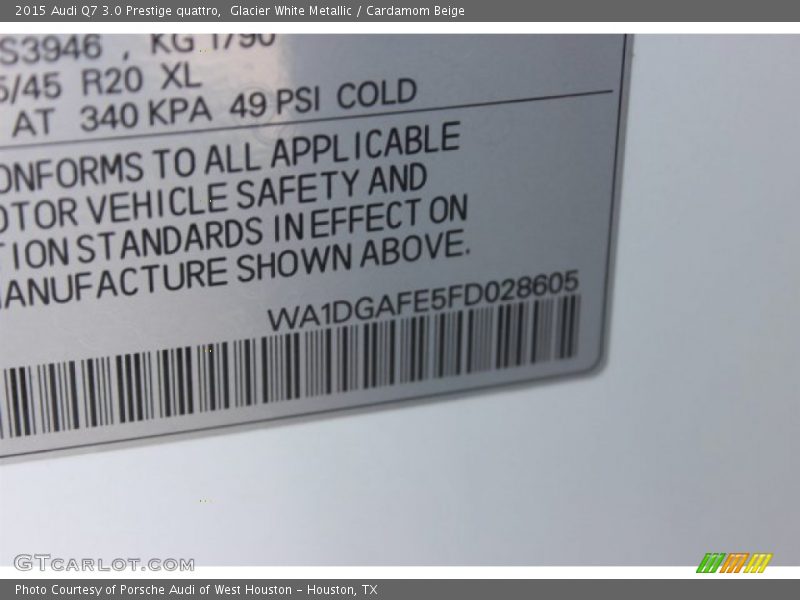 2015 Audi Q7 3.0 Prestige quattro,  Glacier White Metallic / Cardamom Beige
S3946 , KG 1790
5/45 R20 XL
AT 340 KPA 49 PSI COLD
ONFORMS TO ALL APPLICABLE
OTOR VEHICLE SAFETY AND
TION STANDARDS IN EFFECT ON
MANUFACTURE SHOWN ABOVE.
WA1DGAFE5FD028605
GTCARLOT.COM
Photo Courtesy of Porsche Audi of West Houston – Houston, TX